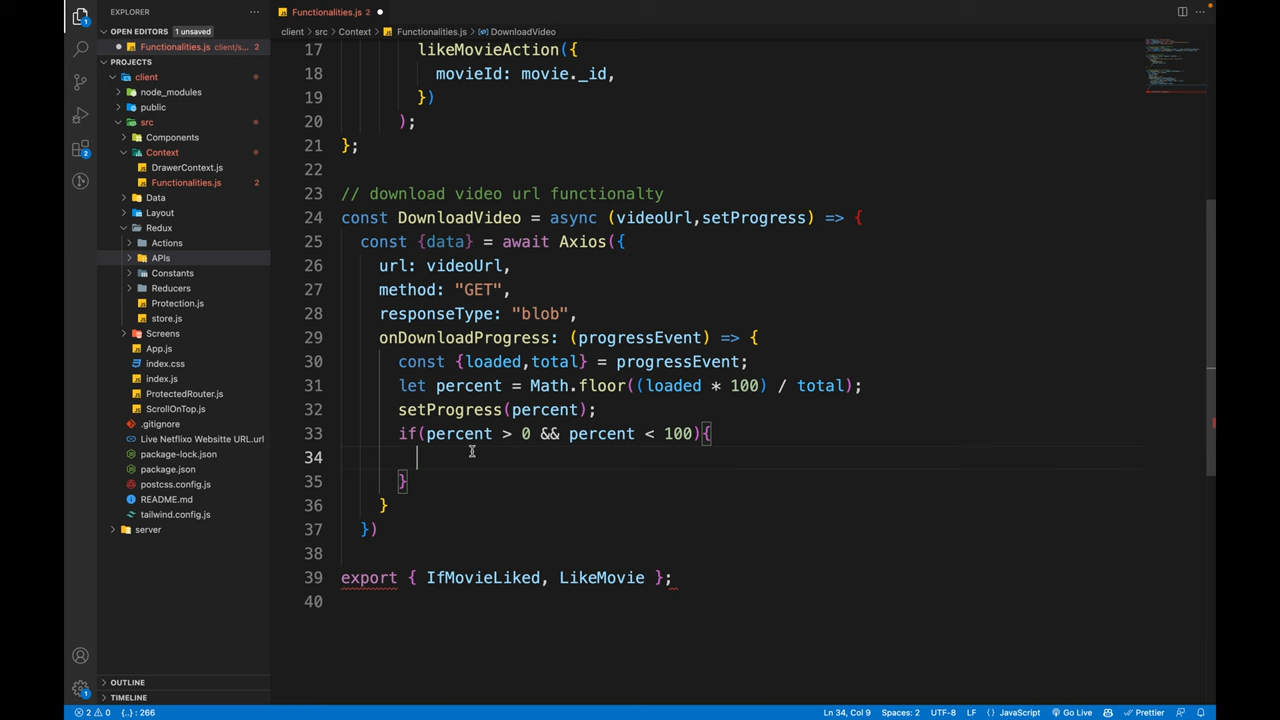 EXPLORER
Functionalities.js 2
OPEN EDITORS 1 unsaved
Functionalities.js client/s... 2
PROJECTS
client
node_modules
public
src
Components
Context
DrawerContext.js
Functionalities.js 2
Data
Layout
Redux
Actions
APIs
Constants
Reducers
Protection.js
store.js
Screens
App.js
index.css
index.js
ProtectedRouter.js
ScrollOnTop.js
.gitignore
Live Netflixo Websitte URL.url
package-lock.json
package.json
postcss.config.js
README.md
tailwind.config.js
server
OUTLINE
TIMELINE
client > src > Context > Functionalities.js > DownloadVideo
17 likeMovieAction({
18 movieId: movie._id,
19 })
20 );
21 };
22
23 // download video url functionalty
24 const DownloadVideo = async (videoUrl,setProgress) => {
25 const {data} = await Axios({
26 url: videoUrl,
27 method: "GET",
28 responseType: "blob",
29 onDownloadProgress: (progressEvent) => {
30 const {loaded,total} = progressEvent;
31 let percent = Math.floor((loaded * 100) / total);
32 setProgress(percent);
33 if(percent > 0 && percent < 100){
34
35 }
36 }
37 })
38
39 export { IfMovieLiked, LikeMovie };
40
2 0 {..} : 266
Ln 34, Col 9 Spaces: 2 UTF-8 LF {} JavaScript Go Live Prettier